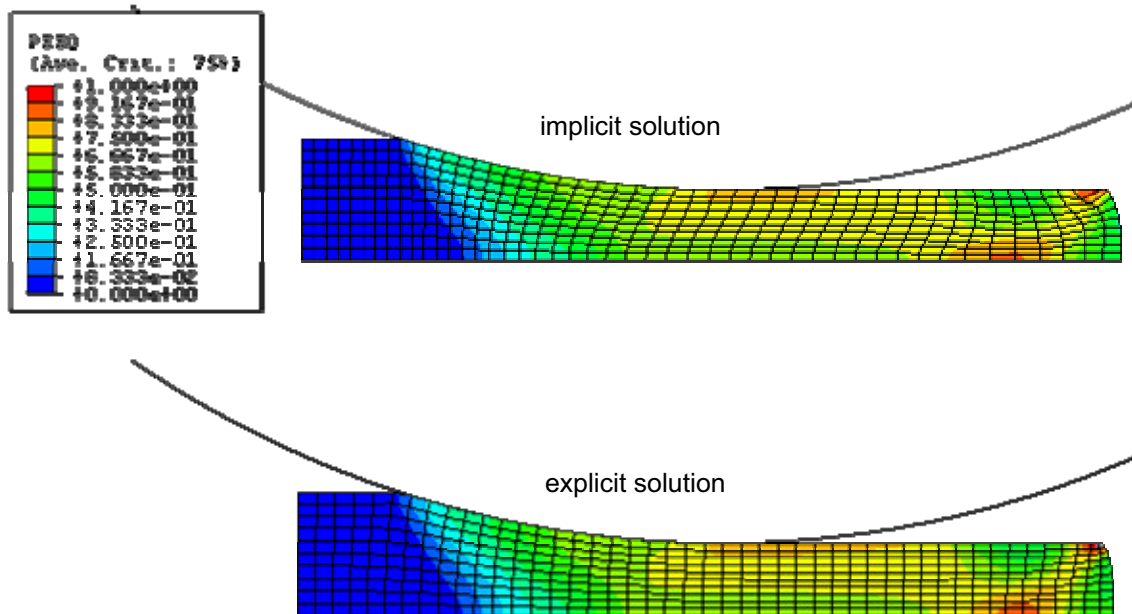 PEEQ
(Ave. Crit.: 75%)
+1.000e+00
+9.167e-01
+8.333e-01
+7.500e-01
+6.667e-01
+5.833e-01
+5.000e-01
+4.167e-01
+3.333e-01
+2.500e-01
+1.667e-01
+8.333e-02
+0.000e+00
implicit solution
explicit solution